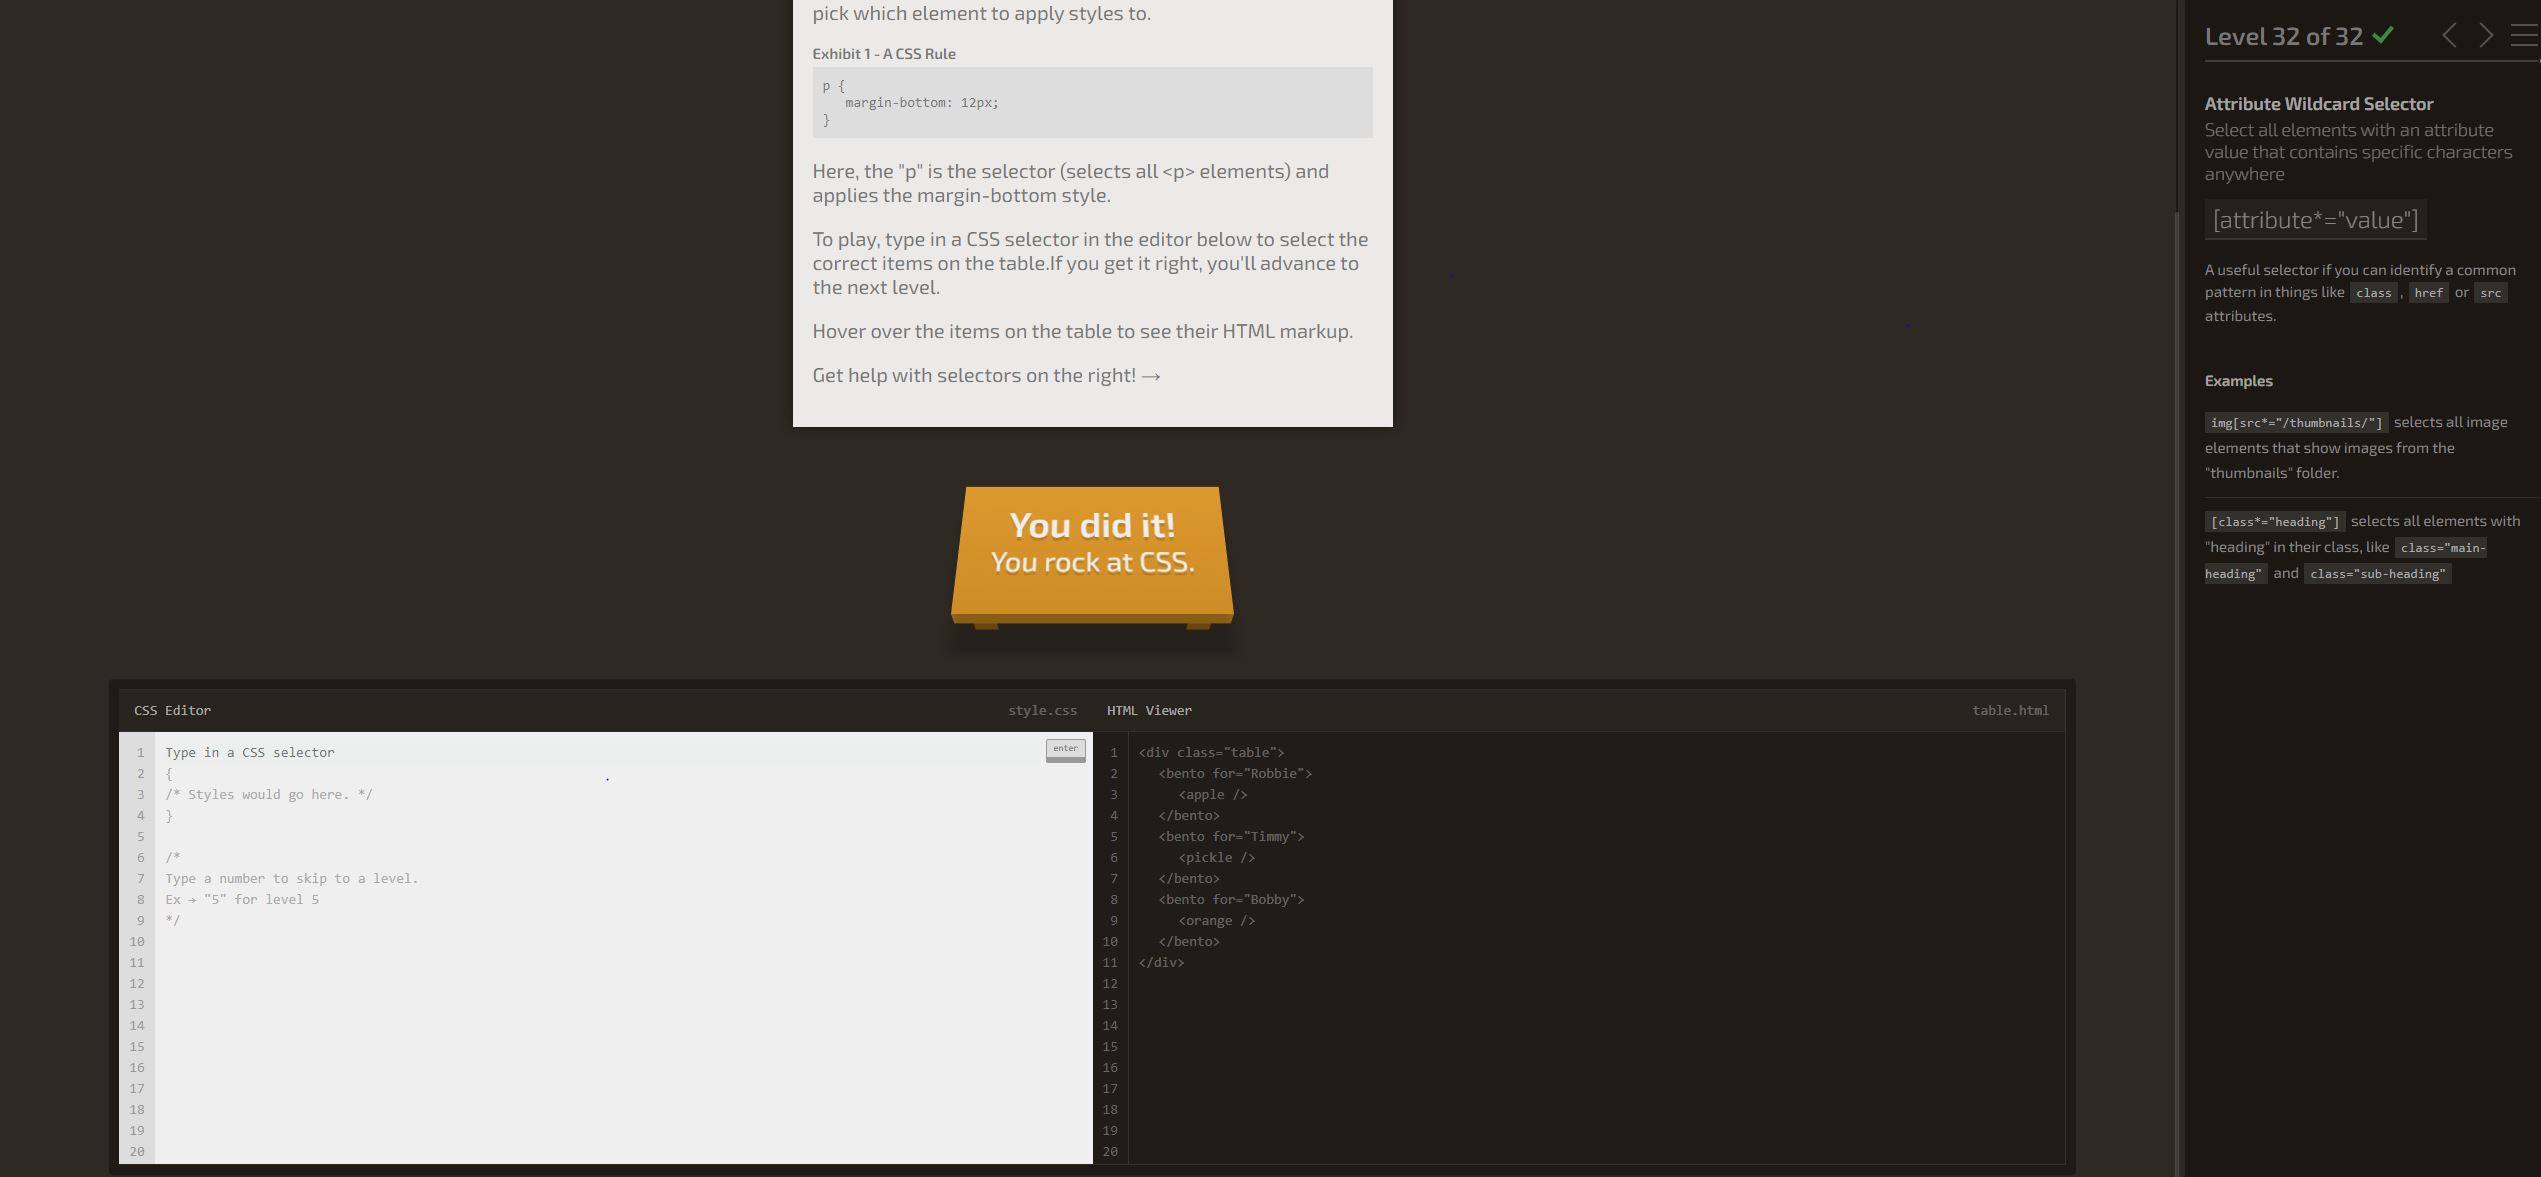 pick which element to apply styles to.
Exhibit 1 - A CSS Rule
p {
margin-bottom: 12px;
}
Here, the "p" is the selector (selects all <p> elements) and
applies the margin-bottom style.
To play, type in a CSS selector in the editor below to select the
correct items on the table.If you get it right, you'll advance to
the next level.
Hover over the items on the table to see their HTML markup.
Get help with selectors on the right! →
You did it!
You rock at CSS.
CSS Editor style.css
1 Type in a CSS selector enter
2 {
3 /* Styles would go here. */
4 }
5
6 /*
7 Type a number to skip to a level.
8 Ex → "5" for level 5
9 */
10
11
12
13
14
15
16
17
18
19
20
HTML Viewer table.html
1 <div class="table">
2 <bento for="Robbie">
3 <apple />
4 </bento>
5 <bento for="Timmy">
6 <pickle />
7 </bento>
8 <bento for="Bobby">
9 <orange />
10 </bento>
11 </div>
12
13
14
15
16
17
18
19
20
Level 32 of 32
Attribute Wildcard Selector
Select all elements with an attribute
value that contains specific characters
anywhere
[attribute*="value"]
A useful selector if you can identify a common
pattern in things like class , href or src
attributes.
Examples
img[src*="/thumbnails/"] selects all image
elements that show images from the
"thumbnails" folder.
[class*="heading"] selects all elements with
"heading" in their class, like class="main-
heading" and class="sub-heading"